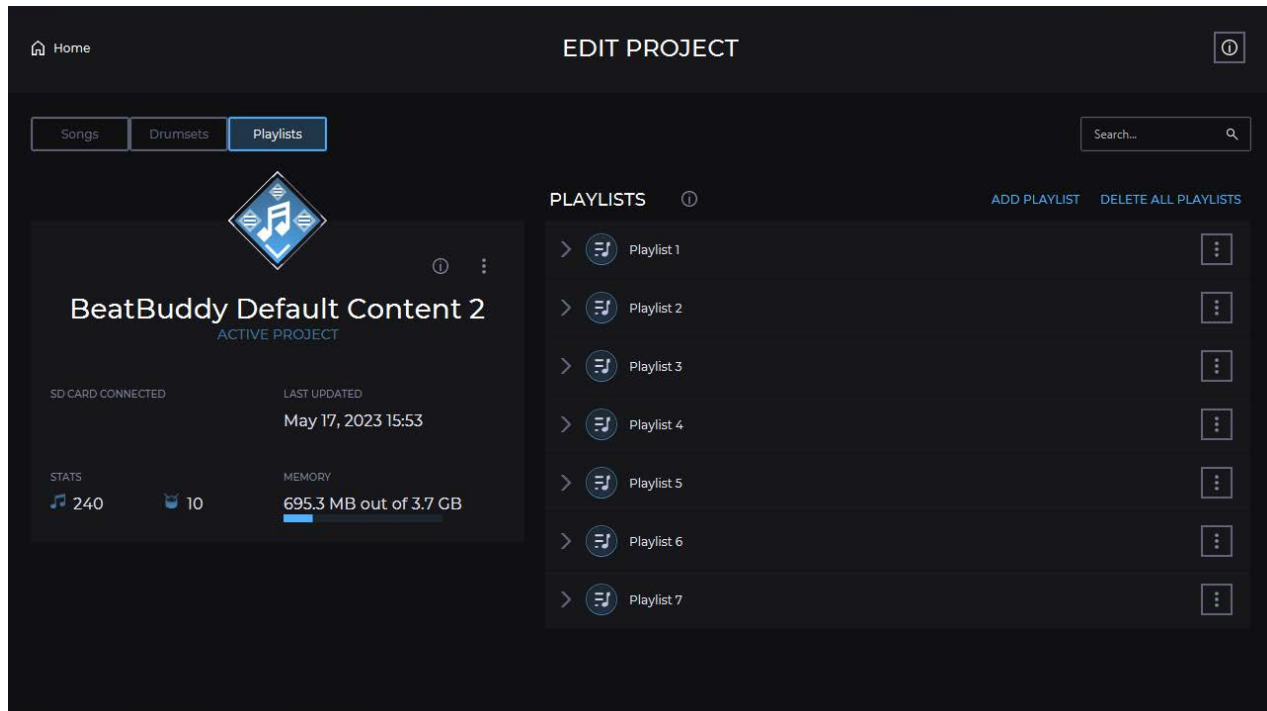 Home
EDIT PROJECT
Songs
Drumsets
Playlists
Search...
BeatBuddy Default Content 2
ACTIVE PROJECT
SD CARD CONNECTED
LAST UPDATED
May 17, 2023 15:53
STATS
240
10
MEMORY
695.3 MB out of 3.7 GB
PLAYLISTS
ADD PLAYLIST
DELETE ALL PLAYLISTS
Playlist 1
Playlist 2
Playlist 3
Playlist 4
Playlist 5
Playlist 6
Playlist 7